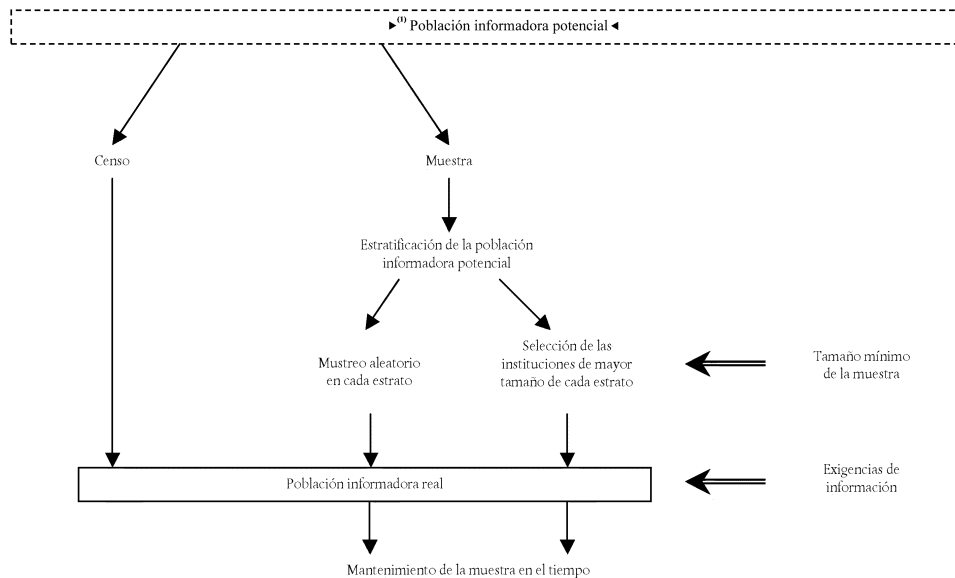 ►(1) Población informadora potencial ◄
Censo
Muestra
Estratificación de la población
informadora potencial
Mustreo aleatorio
en cada estrato
Selección de las
instituciones de mayor
tamaño de cada estrato
Tamaño mínimo
de la muestra
Población informadora real
Exigencias de
información
Mantenimiento de la muestra en el tiempo